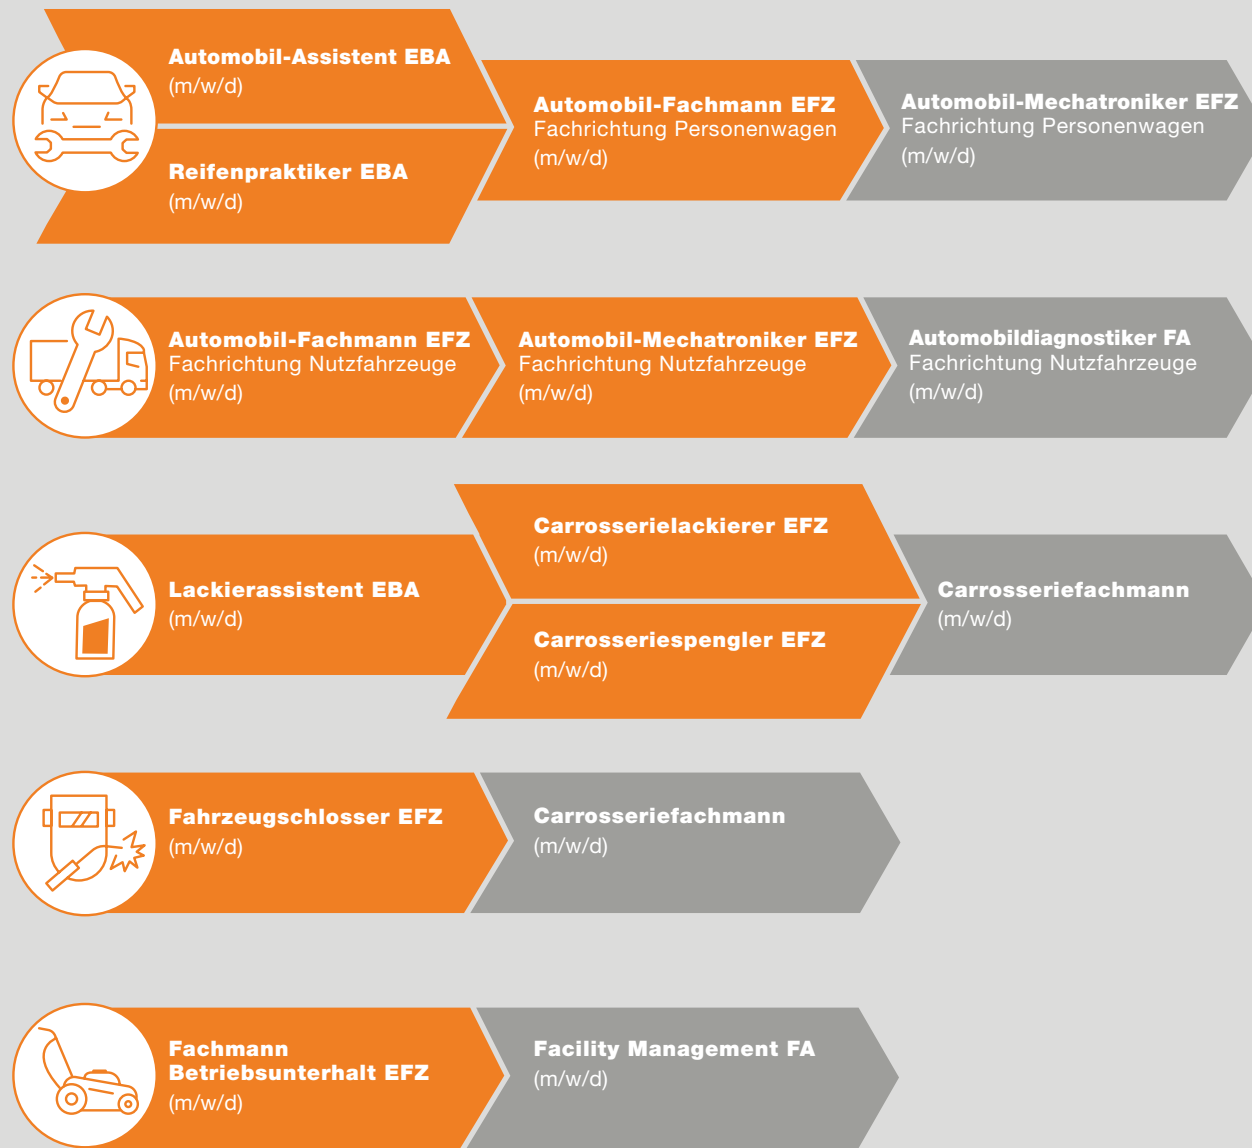 Automobil-Assistent EBA
(m/w/d)
Reifenpraktiker EBA
(m/w/d)
Automobil-Fachmann EFZ
Fachrichtung Personenwagen
(m/w/d)
Automobil-Mechatroniker EFZ
Fachrichtung Personenwagen
(m/w/d)
Automobil-Fachmann EFZ
Fachrichtung Nutzfahrzeuge
(m/w/d)
Automobil-Mechatroniker EFZ
Fachrichtung Nutzfahrzeuge
(m/w/d)
Automobildiagnostiker FA
Fachrichtung Nutzfahrzeuge
(m/w/d)
Lackierassistent EBA
(m/w/d)
Carrosserielackierer EFZ
(m/w/d)
Carrosseriespengler EFZ
(m/w/d)
Carrosseriefachmann
(m/w/d)
Fahrzeugschlosser EFZ
(m/w/d)
Carrosseriefachmann
(m/w/d)
Fachmann
Betriebsunterhalt EFZ
(m/w/d)
Facility Management FA
(m/w/d)